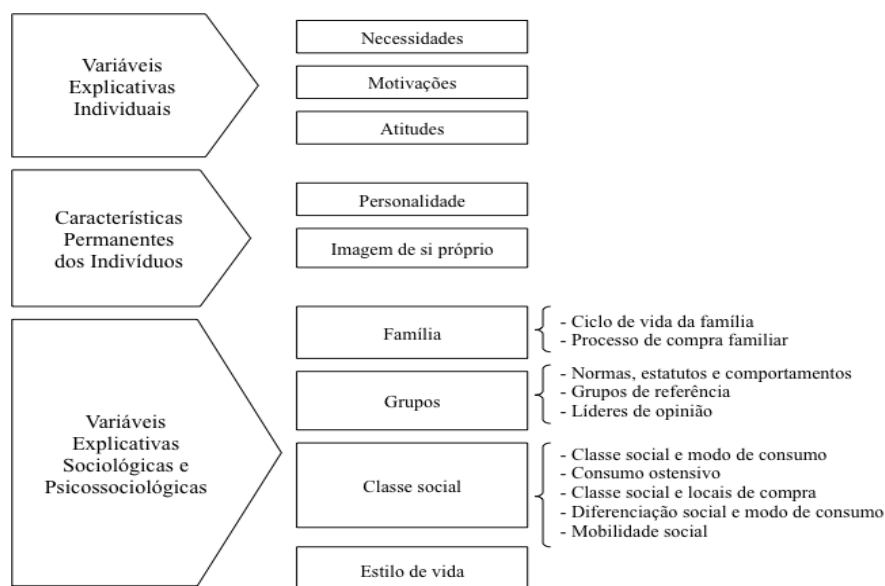 Variáveis
Explicativas
Individuais
Necessidades
Motivações
Atitudes
Características
Permanentes
dos Indivíduos
Personalidade
Imagem de si próprio
Variáveis
Explicativas
Sociológicas e
Psicossociológicas
Família
- Ciclo de vida da família
- Processo de compra familiar
Grupos
- Normas, estatutos e comportamentos
- Grupos de referência
- Líderes de opinião
Classe social
- Classe social e modo de consumo
- Consumo ostensivo
- Classe social e locais de compra
- Diferenciação social e modo de consumo
- Mobilidade social
Estilo de vida